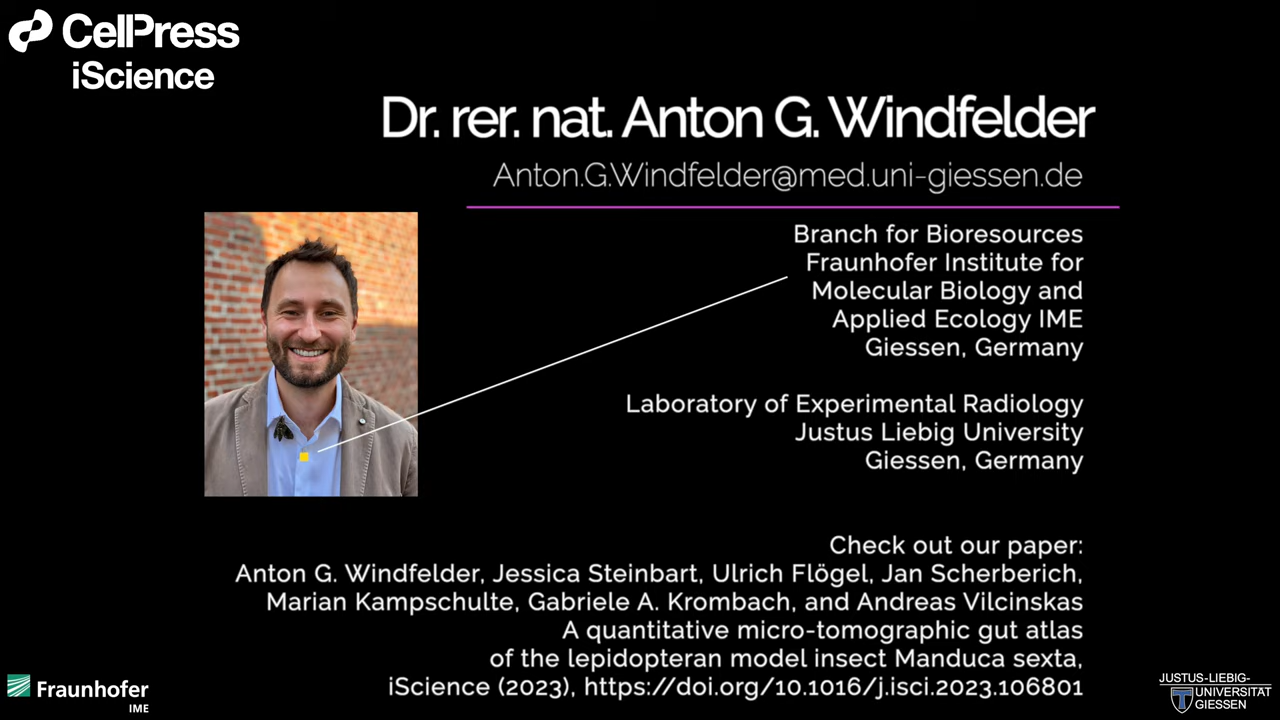 CellPress
iScience
Dr. rer. nat. Anton G. Windfelder
Anton.G.Windfelder@med.uni-giessen.de
Branch for Bioresources
Fraunhofer Institute for
Molecular Biology and
Applied Ecology IME
Giessen, Germany
Laboratory of Experimental Radiology
Justus Liebig University
Giessen, Germany
Check out our paper:
Anton G. Windfelder, Jessica Steinbart, Ulrich Flögel, Jan Scherberich,
Marian Kampschulte, Gabriele A. Krombach, and Andreas Vilcinskas
A quantitative micro-tomographic gut atlas
of the lepidopteran model insect Manduca sexta,
iScience (2023), https://doi.org/10.1016/j.isci.2023.106801
Fraunhofer
IME
JUSTUS-LIEBIG-
UNIVERSITÄT
GIESSEN